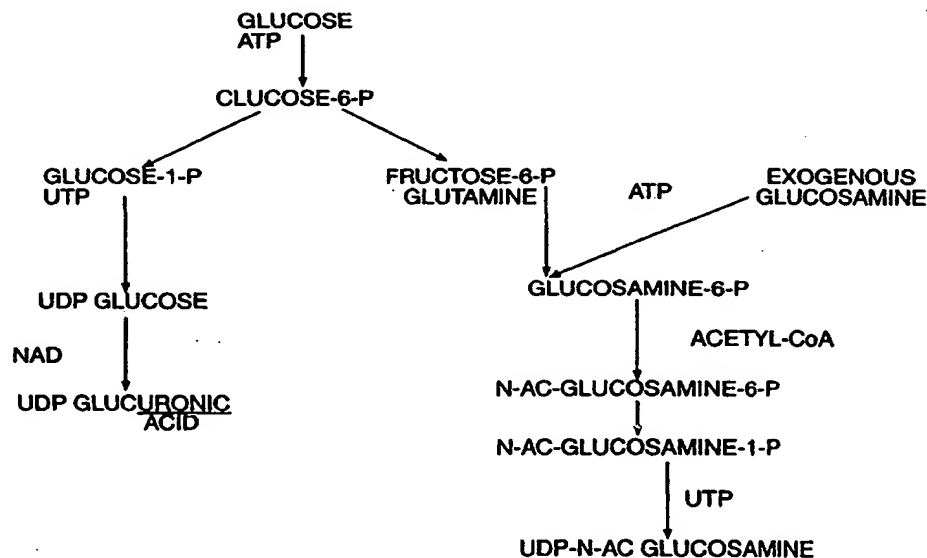 GLUCOSE
ATP
CLUCOSE-6-P
GLUCOSE-1-P
UTP
FRUCTOSE-6-P
GLUTAMINE
ATP
EXOGENOUS
GLUCOSAMINE
GLUCOSAMINE-6-P
UDP GLUCOSE
ACETYL-CoA
NAD
N-AC-GLUCOSAMINE-6-P
UDP GLUCURONIC
ACID
N-AC-GLUCOSAMINE-1-P
UTP
UDP-N-AC GLUCOSAMINE